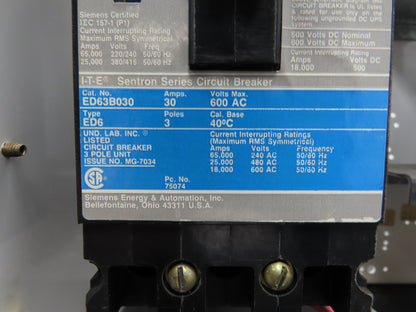 Siemens Certified
IEC 157-1 (P1)
Current Interrupting Rating
Maximum RMS Symmetrical
Amps Volts Frequency
65,000 220/240 50/60 Hz
25,000 380/415 50/60 Hz
CIRCUIT BREAKER IS UL listed
rated for use only on the
following ungrounded DC UPS
system.
500 Volts DC Nominal
600 Volts DC Maximum
Current Interrupting Rating
Amps Volts DC
18,000 500
I-T-E® Sentron Series Circuit Breaker
Cat. No. Amps. Volts Max.
ED63B030 30 600 AC
Type Poles Cal. Base
ED6 3 40ºC
UND. LAB. INC.® LISTED
CIRCUIT BREAKER
3 POLE UNIT
ISSUE NO. MG-7034
Current Interrupting Ratings
(Maximum RMS Symmetrical)
Amps Volts Frequency
65,000 240 AC 50/60 Hz
25,000 480 AC 50/60 Hz
18,000 600 AC 50/60 Hz
Pc. No.
75074
Siemens Energy & Automation, Inc.
Bellefontaine, Ohio 43311 U.S.A.